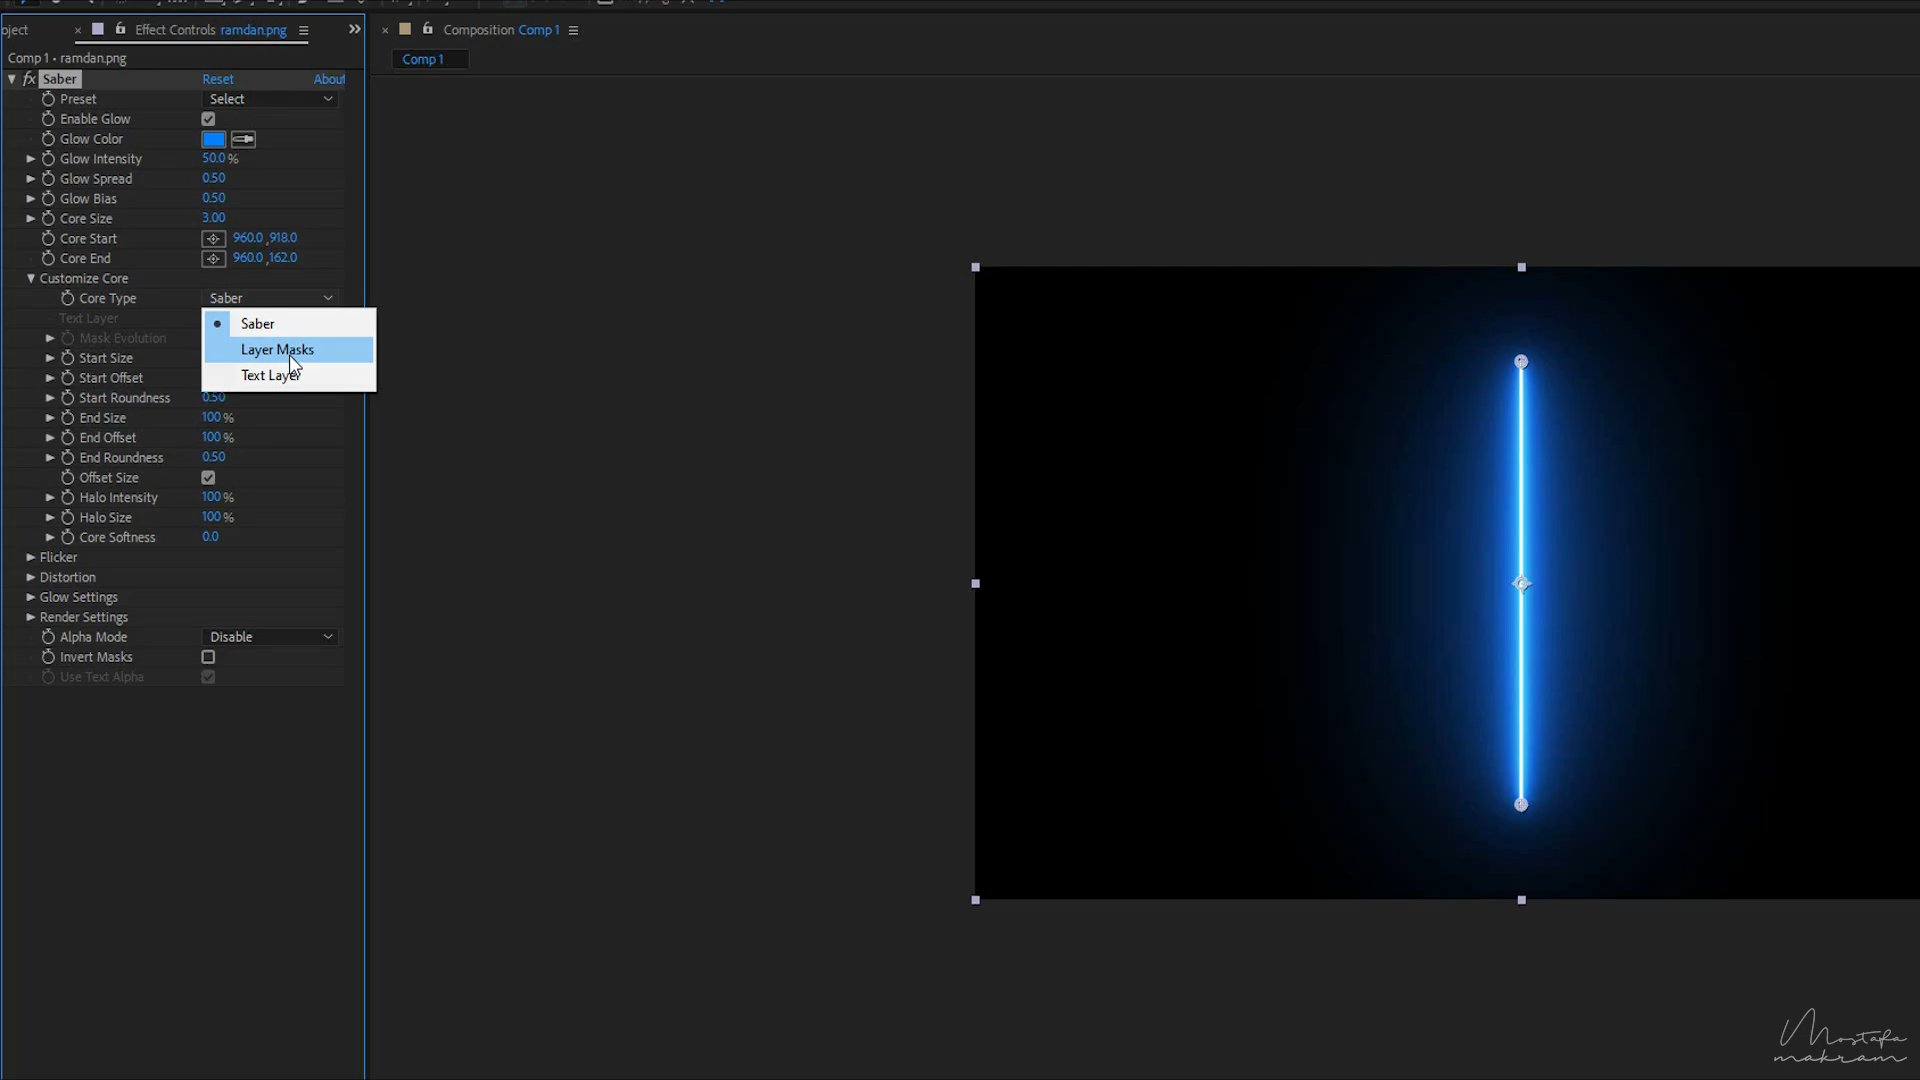 oject
Effect Controls ramdan.png
Composition Comp 1
Comp 1
Comp 1 • ramdan.png
fx Saber Reset About
Preset Select
Enable Glow
Glow Color
Glow Intensity 50.0 %
Glow Spread 0.50
Glow Bias 0.50
Core Size 3.00
Core Start 960.0 ,918.0
Core End 960.0 ,162.0
Customize Core
Core Type Saber
Text Layer
Saber
Mask Evolution
Layer Masks
Start Size
Text Layer
Start Offset
Start Roundness 0.50
End Size 100 %
End Offset 100 %
End Roundness 0.50
Offset Size
Halo Intensity 100 %
Halo Size 100 %
Core Softness 0.0
Flicker
Distortion
Glow Settings
Render Settings
Alpha Mode Disable
Invert Masks
Use Text Alpha
Mostafa
makram